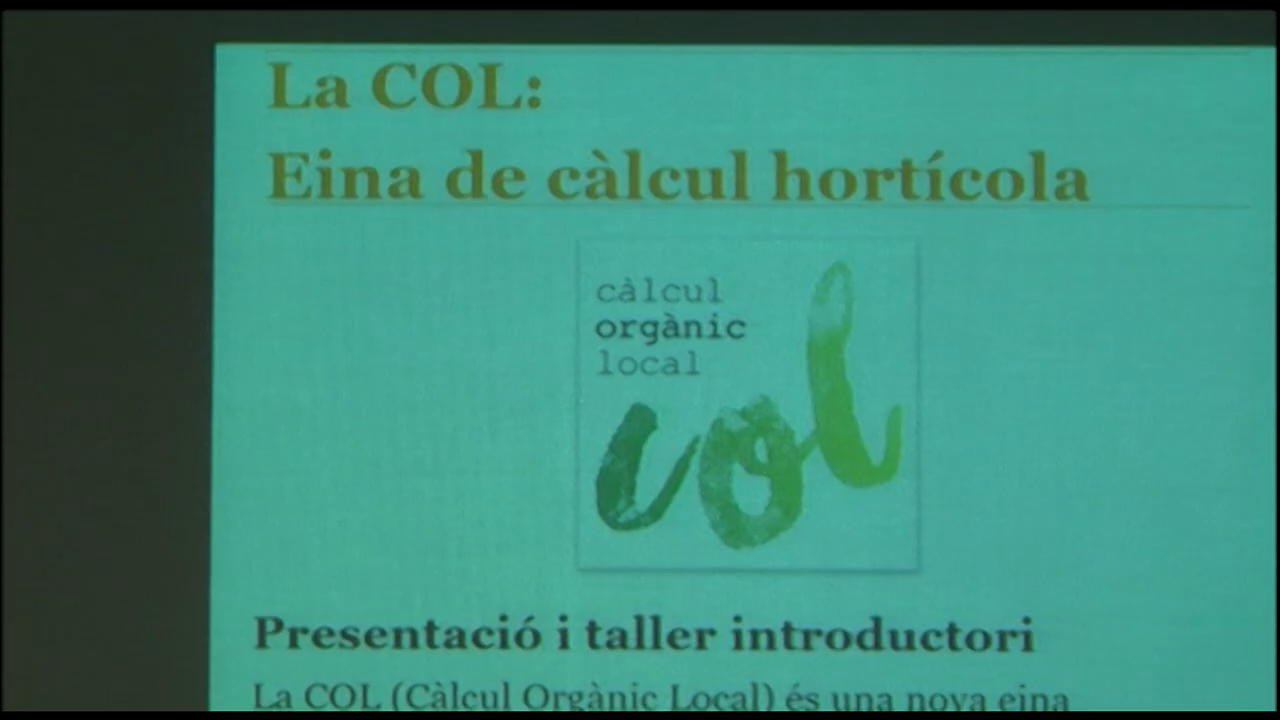 La COL:
Eina de càlcul hortícola
càlcul
orgànic
local
col
Presentació i taller introductori
La COL (Càlcul Orgànic Local) és una nova eina